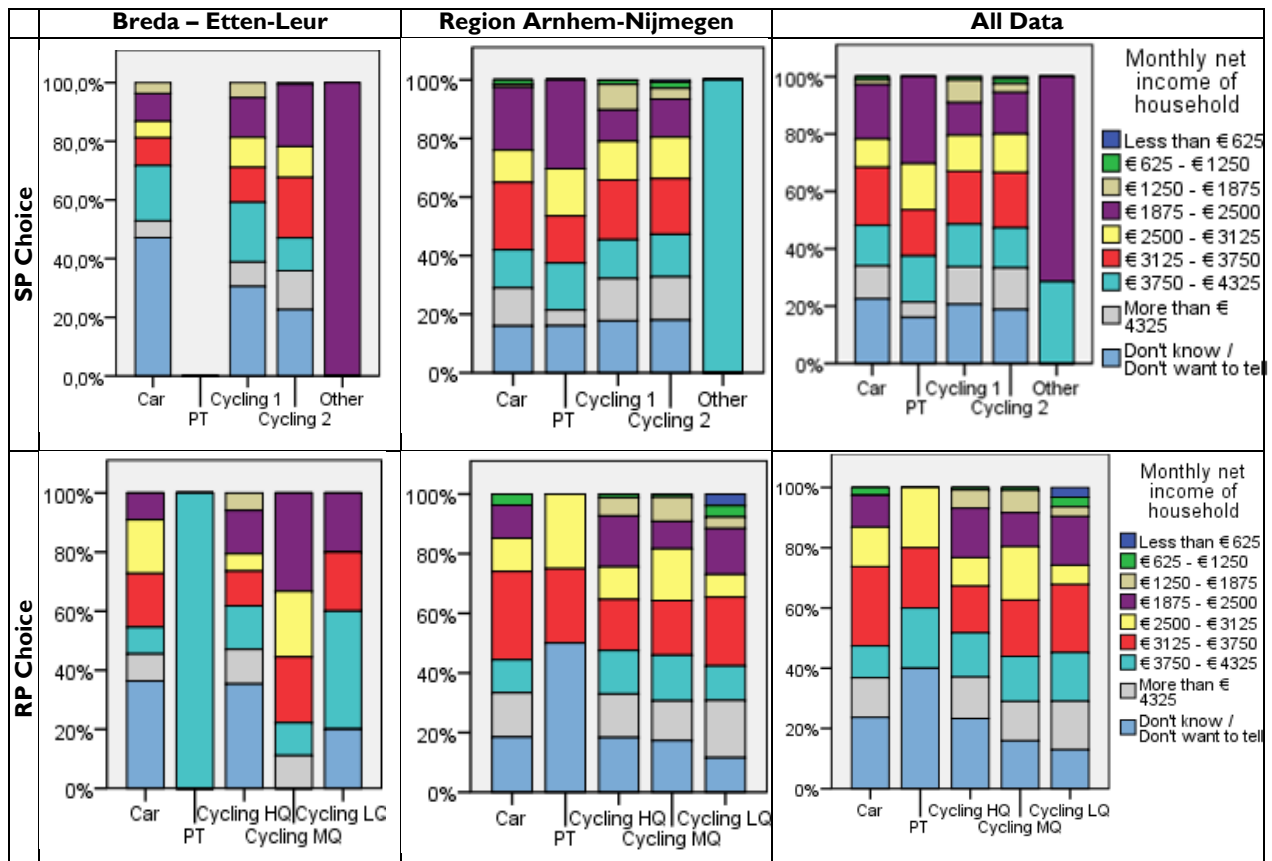 Breda – Etten-Leur
Region Arnhem-Nijmegen
All Data
SP Choice
100,0%
80,0%
60,0%
40,0%
20,0%
0,0%
Car
PT
Cycling 1
Cycling 2
Other
100%
80%
60%
40%
20%
0%
Car
PT
Cycling 1
Cycling 2
Other
100%
80%
60%
40%
20%
0%
Car
PT
Cycling 1
Cycling 2
Other
Monthly net
income of
household
Less than € 625
€ 625 - € 1250
€ 1250 - € 1875
€ 1875 - € 2500
€ 2500 - € 3125
€ 3125 - € 3750
€ 3750 - € 4325
More than €
4325
Don't know /
Don't want to tell
RP Choice
100%
80%
60%
40%
20%
0%
Car
PT
Cycling HQ
Cycling MQ
Cycling LQ
100%
80%
60%
40%
20%
0%
Car
PT
Cycling HQ
Cycling MQ
Cycling LQ
100%
80%
60%
40%
20%
0%
Car
PT
Cycling HQ
Cycling MQ
Cycling LQ
Monthly net
income of
household
Less than € 625
€ 625 - € 1250
€ 1250 - € 1875
€ 1875 - € 2500
€ 2500 - € 3125
€ 3125 - € 3750
€ 3750 - € 4325
More than €
4325
Don't know /
Don't want to tell